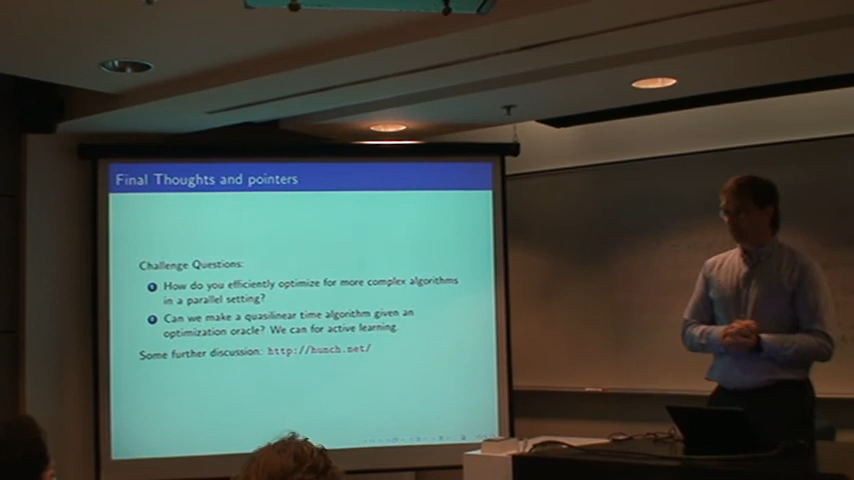 Final Thoughts and pointers
Challenge Questions:
1 How do you efficiently optimize for more complex algorithms
in a parallel setting?
2 Can we make a quasilinear time algorithm given an
optimization oracle? We can for active learning.
Some further discussion: http://hunch.net/